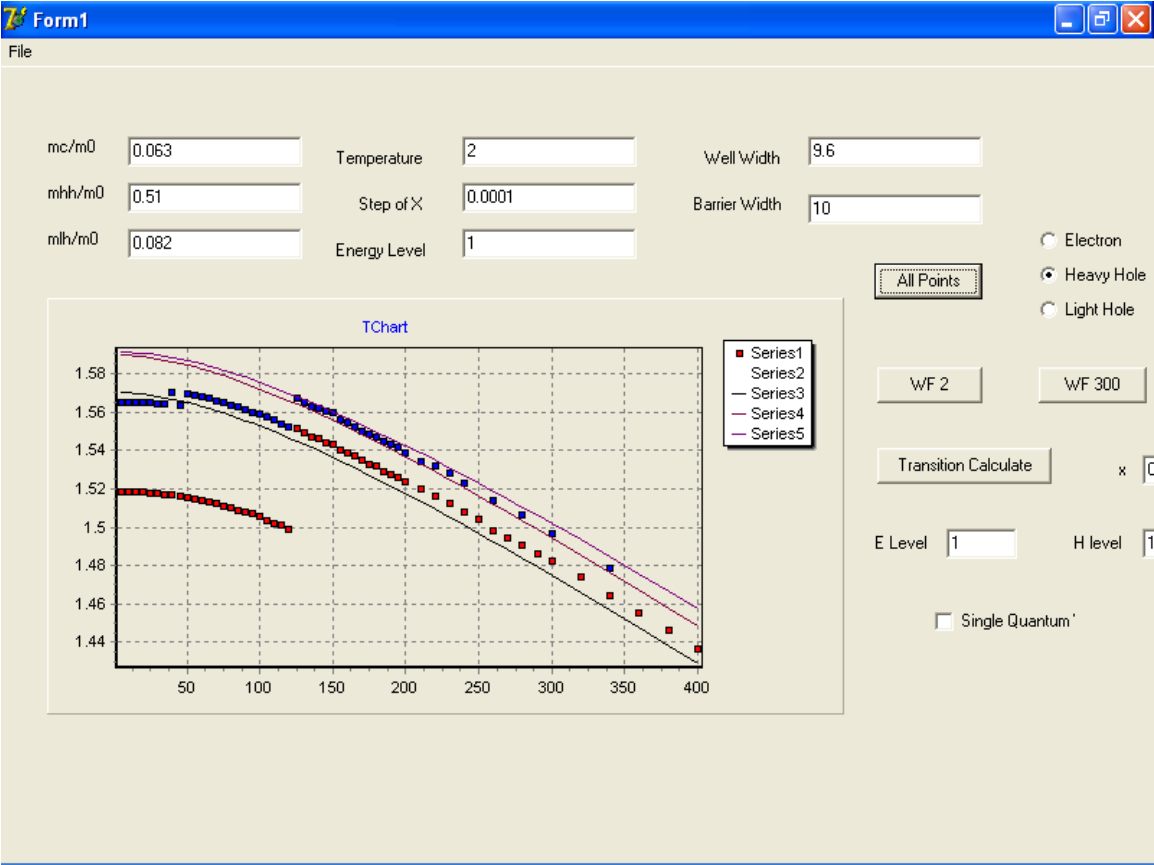 Form1
File
mc/m0 0.063 Temperature 2 Well Width 9.6
mhh/m0 0.51 Step of X 0.0001 Barrier Width 10
mlh/m0 0.082 Energy Level 1
Electron
All Points Heavy Hole
Light Hole
TChart
Series1
Series2
Series3
Series4
Series5
1.58
1.56
1.54
1.52
1.5
1.48
1.46
1.44
50 100 150 200 250 300 350 400
WF 2 WF 300
Transition Calculate x
E Level 1 H level 1
Single Quantum